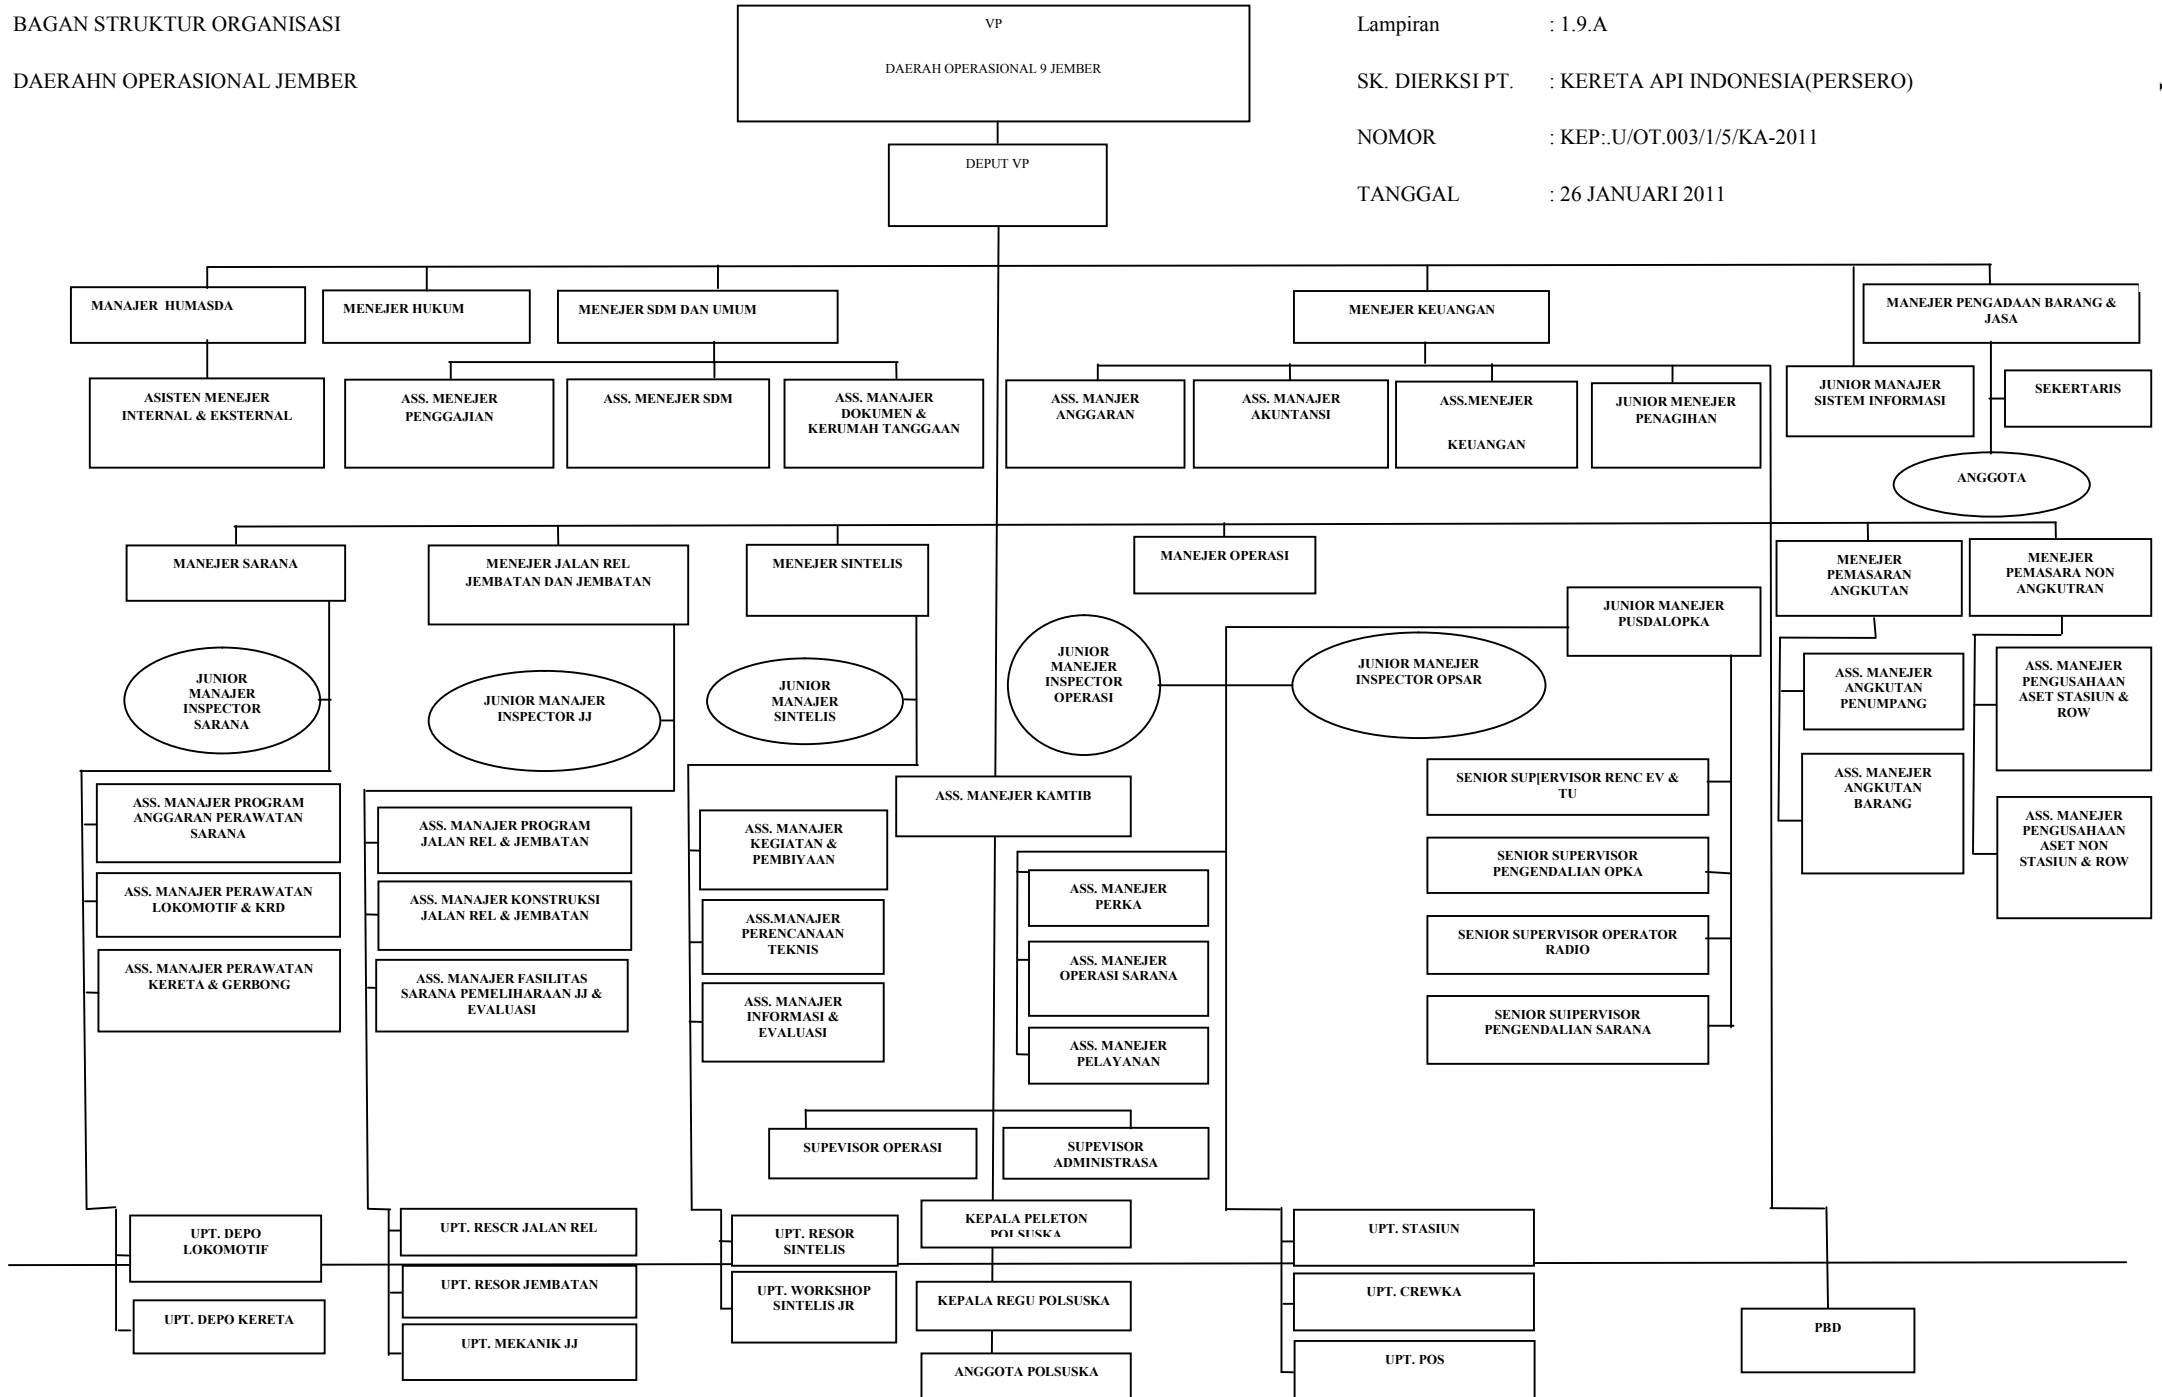 BAGAN STRUKTUR ORGANISASI
DAERAHN OPERASIONAL JEMBER
VP
DAERAH OPERASIONAL 9 JEMBER
DEPUT VP
Lampiran : 1.9.A
SK. DIERKSI PT. : KERETA API INDONESIA(PERSERO)
NOMOR : KEP:.U/OT.003/1/5/KA-2011
TANGGAL : 26 JANUARI 2011
MANAJER HUMASDA
MENEJER HUKUM
MENEJER SDM DAN UMUM
MENEJER KEUANGAN
MANEJER PENGADAAN BARANG &
JASA
ASISTEN MENEJER
INTERNAL & EKSTERNAL
ASS. MENEJER
PENGGAJIAN
ASS. MENEJER SDM
ASS. MANAJER
DOKUMEN &
KERUMAH TANGGAAN
ASS. MANJER
ANGGARAN
ASS. MANAJER
AKUNTANSI
ASS.MENEJER
KEUANGAN
JUNIOR MENEJER
PENAGIHAN
JUNIOR MANAJER
SISTEM INFORMASI
SEKERTARIS
ANGGOTA
MANEJER SARANA
MENEJER JALAN REL
JEMBATAN DAN JEMBATAN
MENEJER SINTELIS
MANEJER OPERASI
MENEJER
PEMASARAN
ANGKUTAN
MENEJER
PEMASARA NON
ANGKUTRAN
JUNIOR MANEJER
PUSDALOPKA
JUNIOR
MANAJER
INSPECTOR
SARANA
JUNIOR MANAJER
INSPECTOR JJ
JUNIOR
MANAJER
SINTELIS
JUNIOR
MANEJER
INSPECTOR
OPERASI
JUNIOR MANEJER
INSPECTOR OPSAR
ASS. MANEJER
ANGKUTAN
PENUMPANG
ASS. MANEJER
PENGUSAHAAN
ASET STASIUN &
ROW
ASS. MANAJER PROGRAM
ANGGARAN PERAWATAN
SARANA
ASS. MANAJER PROGRAM
JALAN REL & JEMBATAN
ASS. MANAJER
KEGIATAN &
PEMBIYAAN
ASS. MANEJER KAMTIB
SENIOR SUP[ERVISOR RENC EV &
TU
ASS. MANEJER
ANGKUTAN
BARANG
ASS. MANEJER
PENGUSAHAAN
ASET NON
STASIUN & ROW
ASS. MANAJER PERAWATAN
LOKOMOTIF & KRD
ASS. MANAJER KONSTRUKSI
JALAN REL & JEMBATAN
ASS.MANAJER
PERENCANAAN
TEKNIS
ASS. MANEJER
PERKA
SENIOR SUPERVISOR
PENGENDALIAN OPKA
ASS. MANAJER PERAWATAN
KERETA & GERBONG
ASS. MANAJER FASILITAS
SARANA PEMELIHARAAN JJ &
EVALUASI
ASS. MANAJER
INFORMASI &
EVALUASI
ASS. MANEJER
OPERASI SARANA
SENIOR SUPERVISOR OPERATOR
RADIO
ASS. MANEJER
PELAYANAN
SENIOR SUIPERVISOR
PENGENDALIAN SARANA
SUPEVISOR OPERASI
SUPEVISOR
ADMINISTRASA
UPT. DEPO
LOKOMOTIF
UPT. RESCR JALAN REL
UPT. RESOR
SINTELIS
KEPALA PELETON
POLSUSKA
UPT. STASIUN
UPT. DEPO KERETA
UPT. RESOR JEMBATAN
UPT. WORKSHOP
SINTELIS JR
KEPALA REGU POLSUSKA
UPT. CREWKA
PBD
UPT. MEKANIK JJ
ANGGOTA POLSUSKA
UPT. POS